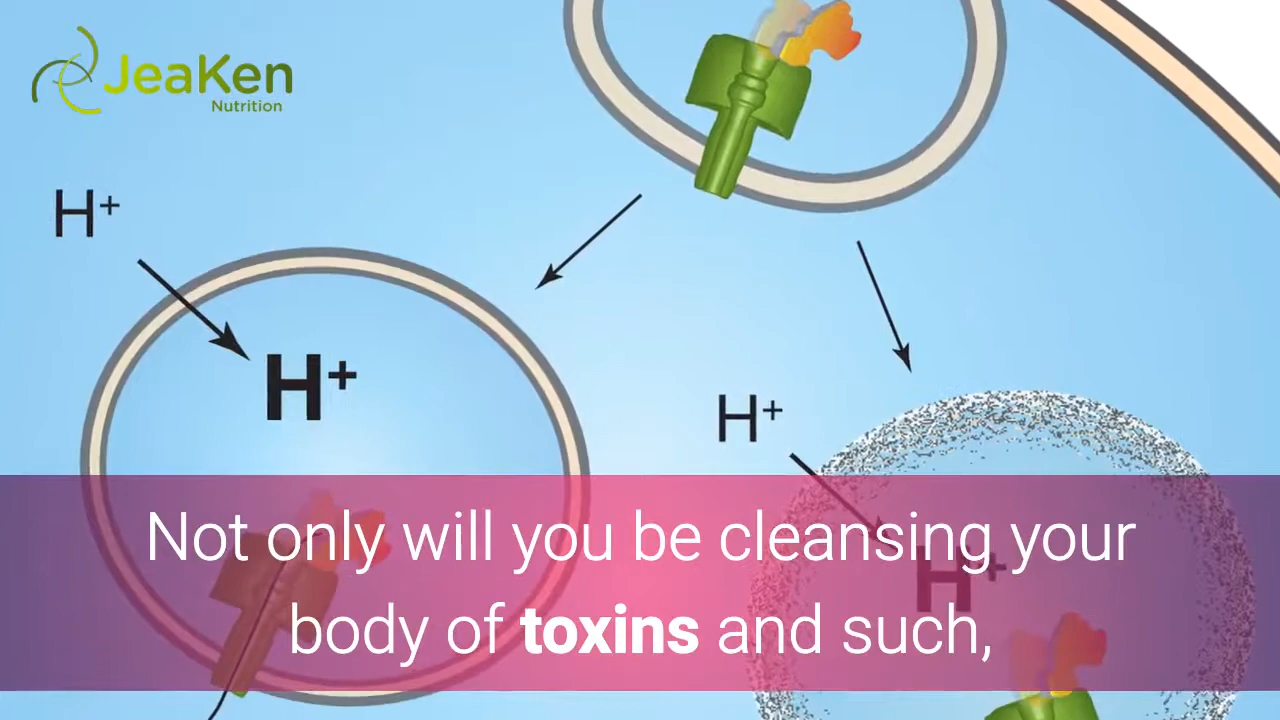 JeaKen
Nutrition
H⁺
H⁺
H⁺
H⁺
Not only will you be cleansing your
body of toxins and such,